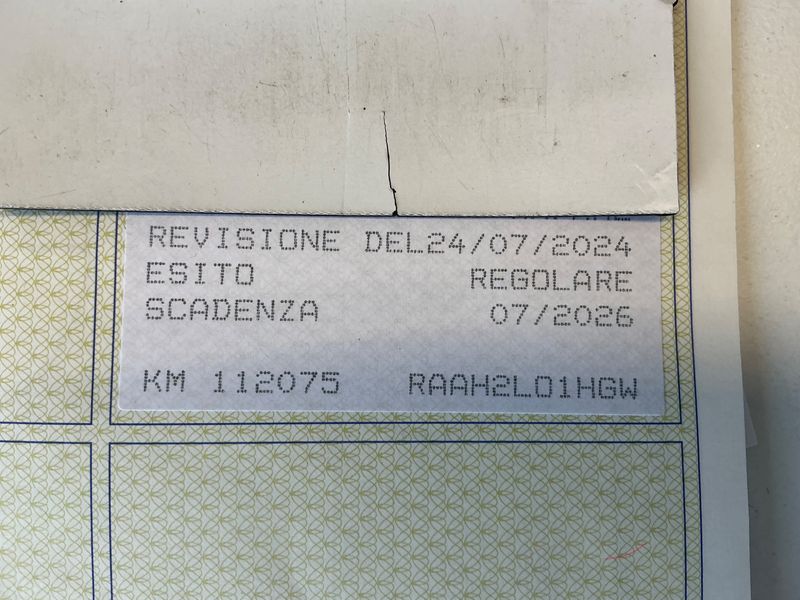 REVISIONE DEL24/07/2024
ESITO REGOLARE
SCADENZA 07/2026
KM 112075 RAAH2L01HGW